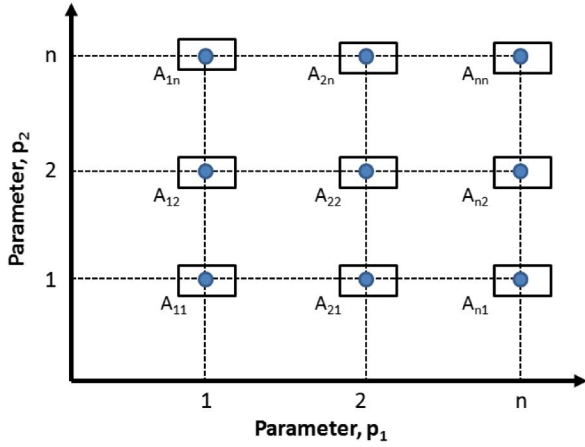 n
A₁ₙ
A₂ₙ
Aₙₙ
2
A₁₂
A₂₂
Aₙ₂
1
A₁₁
A₂₁
Aₙ₁
Parameter, p₂
1
2
n
Parameter, p₁